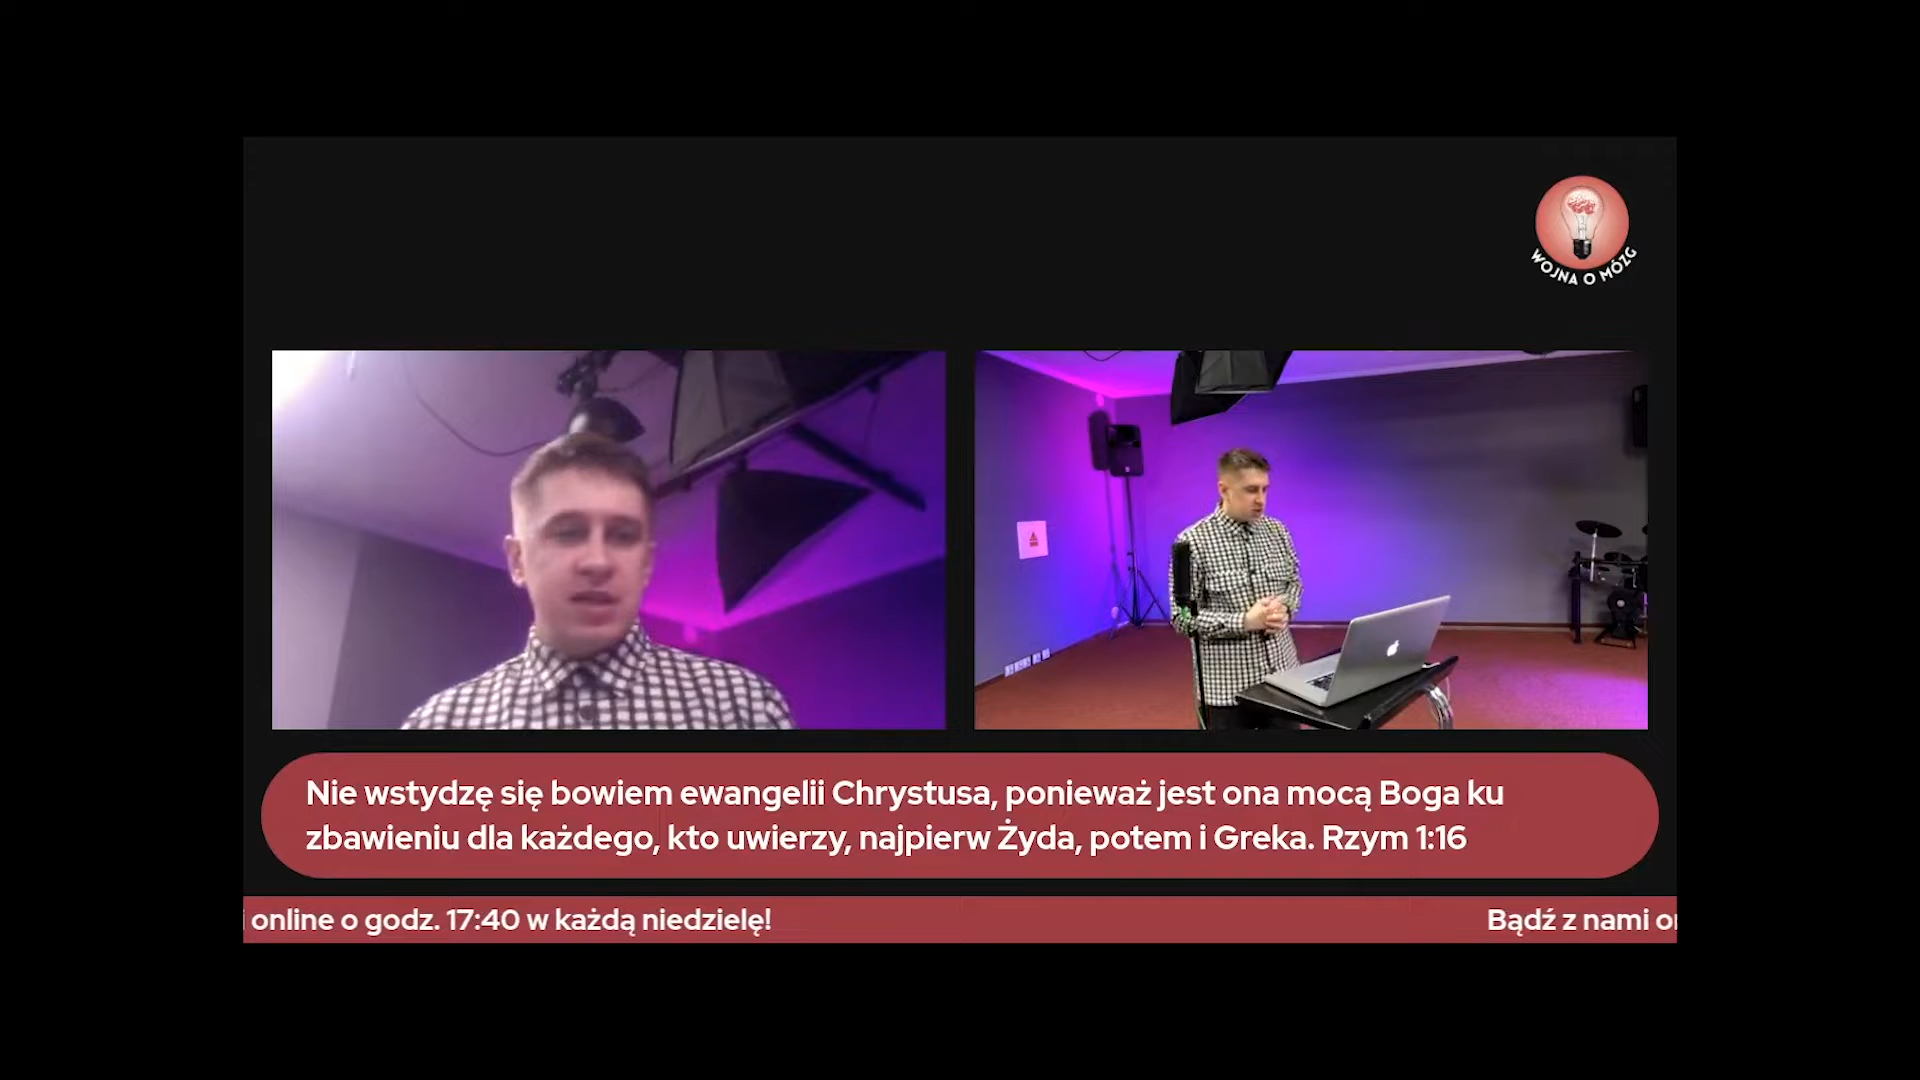 WOJNA O MÓZG
Nie wstydzę się bowiem ewangelii Chrystusa, ponieważ jest ona mocą Boga ku
zbawieniu dla każdego, kto uwierzy, najpierw Żyda, potem i Greka. Rzym 1:16
online o godz. 17:40 w każdą niedzielę!
Bądź z nami